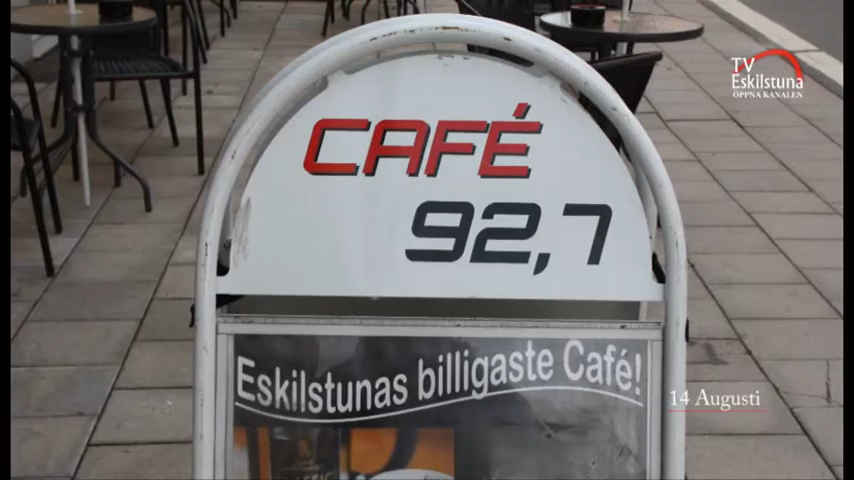 TV
Eskilstuna
ÖPPNA KANALEN
CAFÉ
92,7
Eskilstunas billigaste Café!
14 Augusti